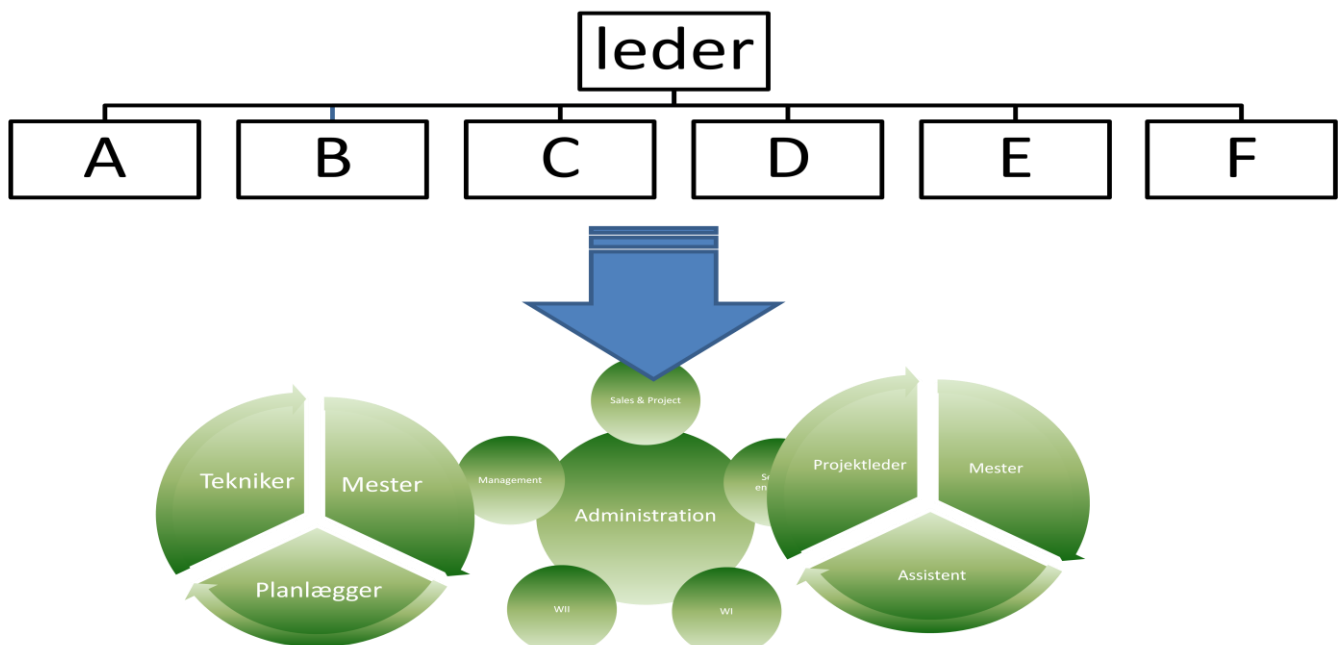 leder
A
B
C
D
E
F
Sales & Project
Tekniker
Mester
Planlægger
Management
Administration
WII
WI
Projektleder
Mester
Assistent